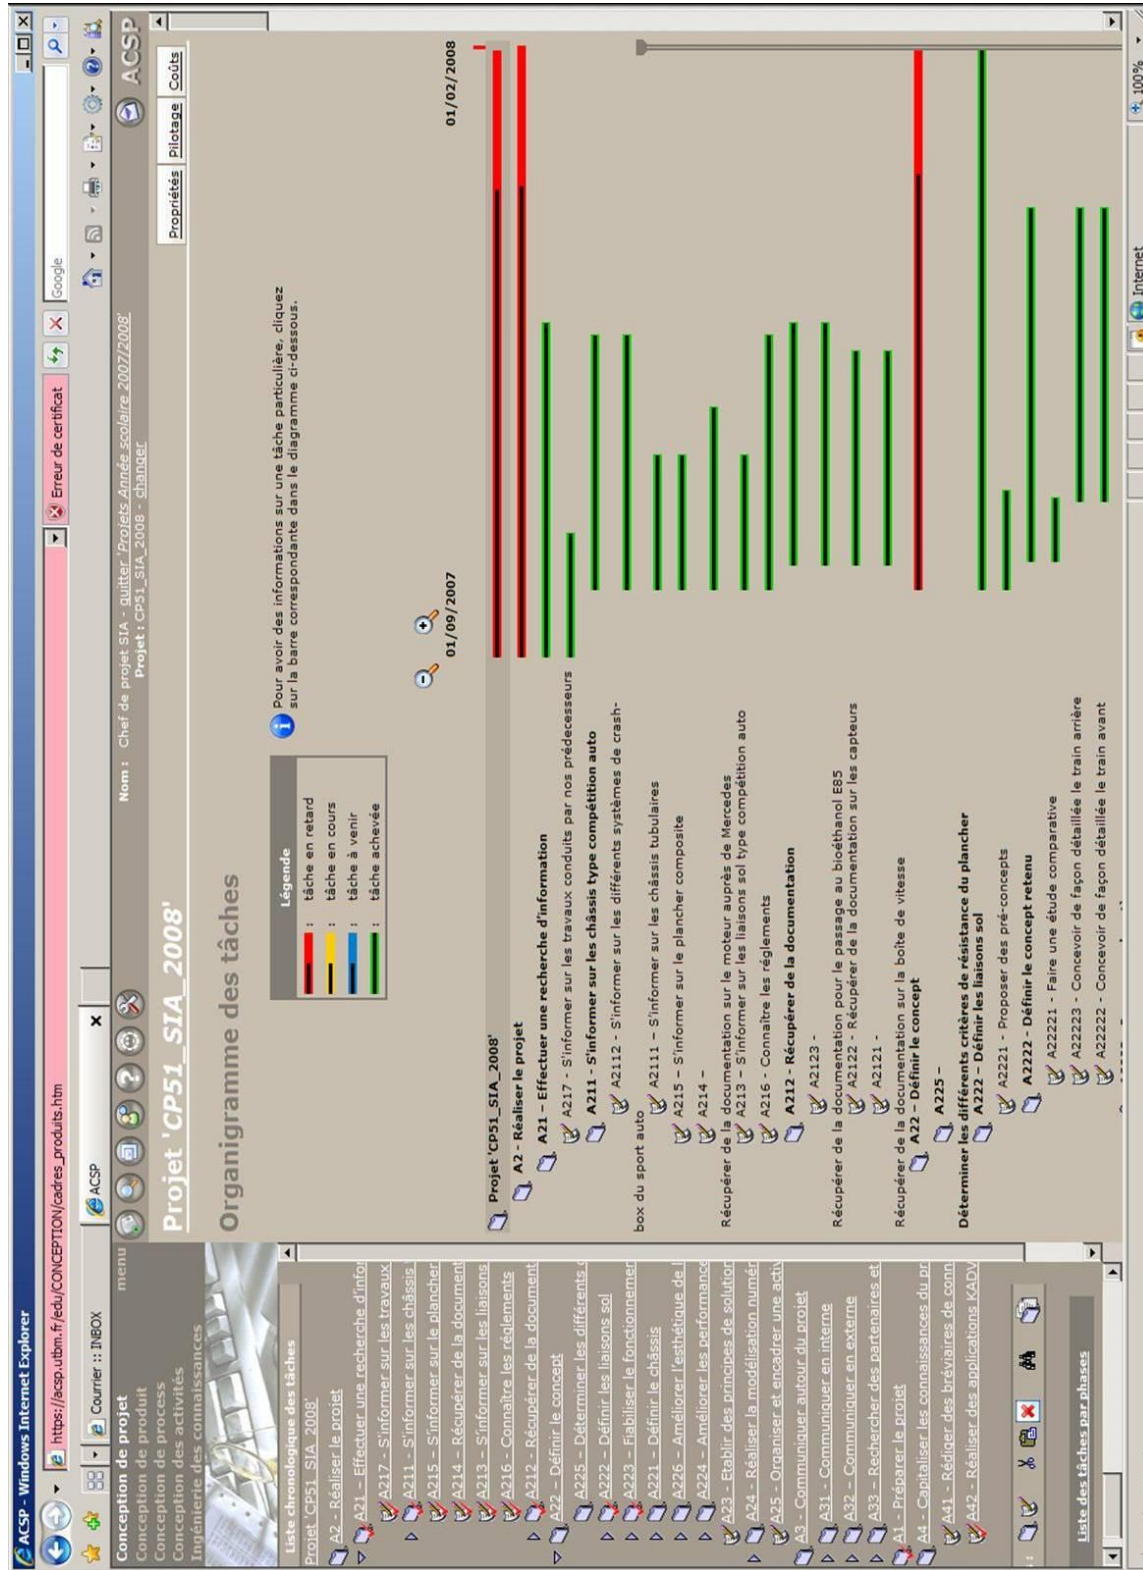 ACSP - Windows Internet Explorer
https://acsp.utbm.fr/edu/CONCEPTION/cadres_produits.htm
Erreur de certificat
Google
Courrier :: INBOX
ACSP
Conception de projet
menu
Conception de produit
Conception de process
Conception des activités
Ingénierie des connaissances
Nom : Chef de projet SIA - quitter 'Projets Année scolaire 2007/2008'
Projet : CP51_SIA_2008 - changer
ACSP
Liste chronologique des tâches
Projet 'CP51_SIA_2008'
A2 - Réaliser le projet
A21 – Effectuer une recherche d'infor
A217 - S'informer sur les travaux
A211 - S'informer sur les châssis
A215 – S'informer sur le plancher
A214 – Récupérer de la document
A213 – S'informer sur les liaisons
A216 - Connaître les réglements
A212 - Récupérer de la document
A22 – Définir le concept
A225 – Déterminer les différents c
A222 – Définir les liaisons sol
A223 – Fiabiliser le fonctionnemer
A221 – Définir le châssis
A226 – Améliorer l'esthétique de l
A224 – Améliorer les performance
A23 - Etablir des principes de solution
A24 - Réaliser la modélisation numér
A25 - Organiser et encadrer une activ
A3 - Communiquer autour du projet
A31 – Communiquer en interne
A32 – Communiquer en externe
A33 – Rechercher des partenaires et
A1 - Préparer le projet
A4 - Capitaliser les connaissances du pr
A41 - Rédiger des bréviaires de conn
A42 - Réaliser des applications KADV
Liste des tâches par phases
Projet 'CP51_SIA_2008'
Propriétés
Pilotage
Coûts
Organigramme des tâches
Légende
: tâche en retard
: tâche en cours
: tâche à venir
: tâche achevée
Pour avoir des informations sur une tâche particulière, cliquez
sur la barre correspondante dans le diagramme ci-dessous.
01/09/2007
01/02/2008
Projet 'CP51_SIA_2008'
A2 - Réaliser le projet
A21 – Effectuer une recherche d'information
A217 - S'informer sur les travaux conduits par nos prédecesseurs
A211 - S'informer sur les châssis type compétition auto
A2112 - S'informer sur les différents systèmes de crash-
box du sport auto
A2111 – S'informer sur les châssis tubulaires
A215 – S'informer sur le plancher composite
A214 –
Récupérer de la documentation sur le moteur auprès de Mercedes
A213 – S'informer sur les liaisons sol type compétition auto
A216 - Connaître les réglements
A212 - Récupérer de la documentation
A2123 -
Récupérer de la documentation pour le passage au bioéthanol E85
A2122 - Récupérer de la documentation sur les capteurs
A2121 -
Récupérer de la documentation sur la boîte de vitesse
A22 – Définir le concept
A225 –
Déterminer les différents critères de résistance du plancher
A222 – Définir les liaisons sol
A2221 - Proposer des pré-concepts
A2222 - Définir le concept retenu
A22221 - Faire une étude comparative
A22223 - Concevoir de façon détaillée le train arrière
A22222 - Concevoir de façon détaillée le train avant
Internet
100%